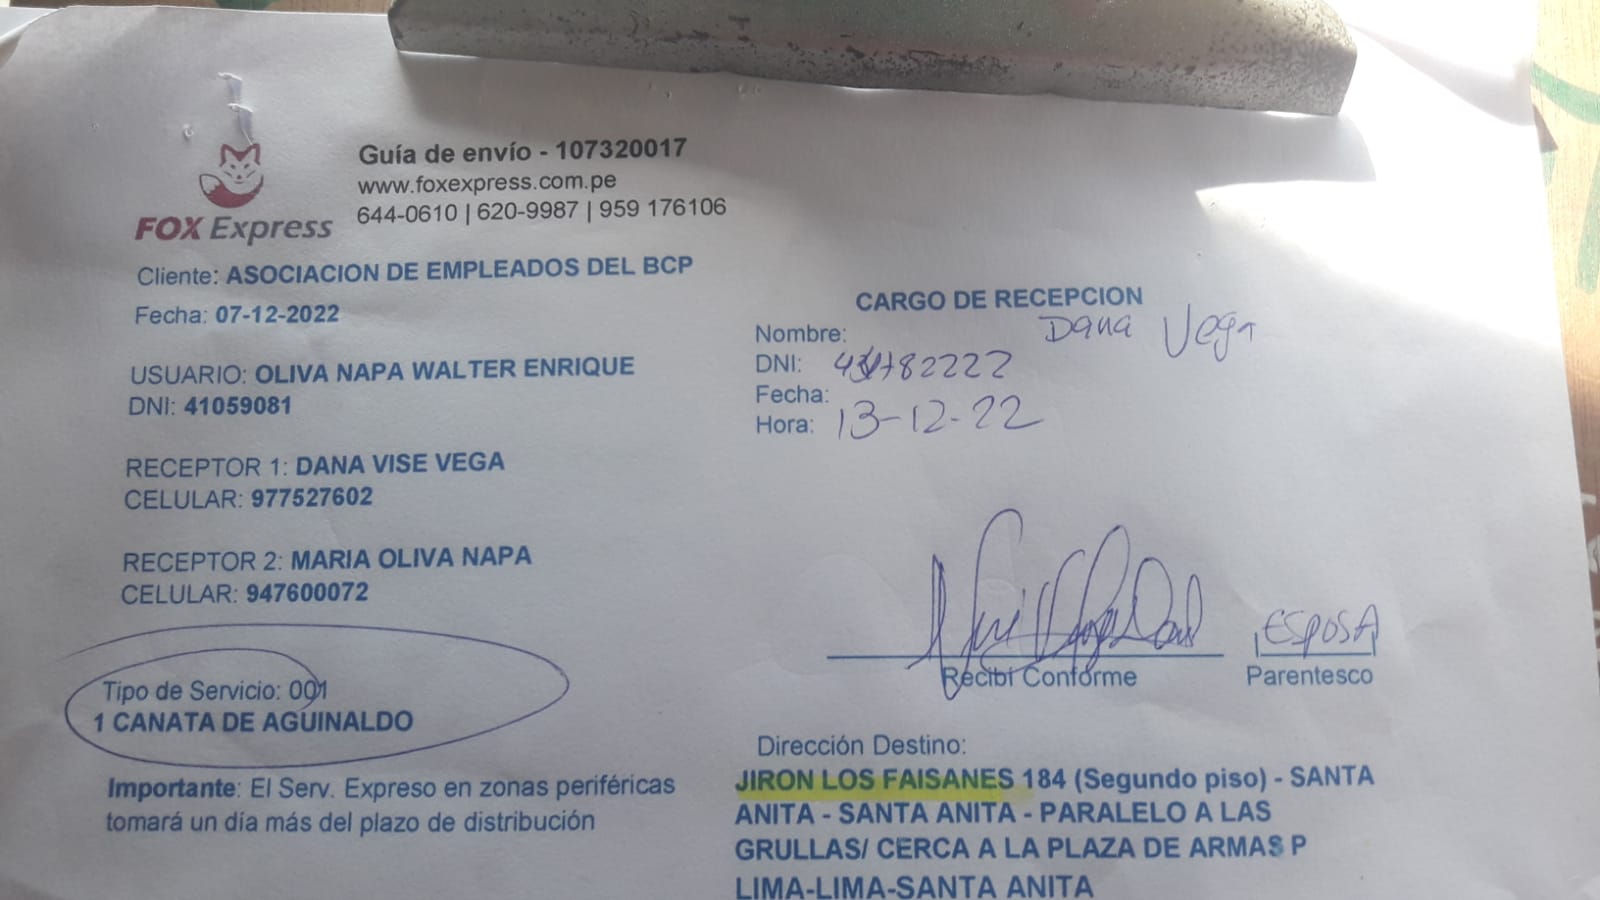 FOX Express
Guía de envío - 107320017
www.foxexpress.com.pe
644-0610 | 620-9987 | 959 176106
Cliente: ASOCIACION DE EMPLEADOS DEL BCP
Fecha: 07-12-2022
USUARIO: OLIVA NAPA WALTER ENRIQUE
DNI: 41059081
RECEPTOR 1: DANA VISE VEGA
CELULAR: 977527602
RECEPTOR 2: MARIA OLIVA NAPA
CELULAR: 947600072
Tipo de Servicio: 001
1 CANATA DE AGUINALDO
Importante: El Serv. Expreso en zonas periféricas
tomará un día más del plazo de distribución
CARGO DE RECEPCION
Nombre: Dana Vega
DNI:
Fecha:
Hora: 13-12-22
ESPOSA
Recibí Conforme
Parentesco
Dirección Destino:
JIRON LOS FAISANES 184 (Segundo piso) - SANTA
ANITA - SANTA ANITA - PARALELO A LAS
GRULLAS/ CERCA A LA PLAZA DE ARMAS P
LIMA-LIMA-SANTA ANITA